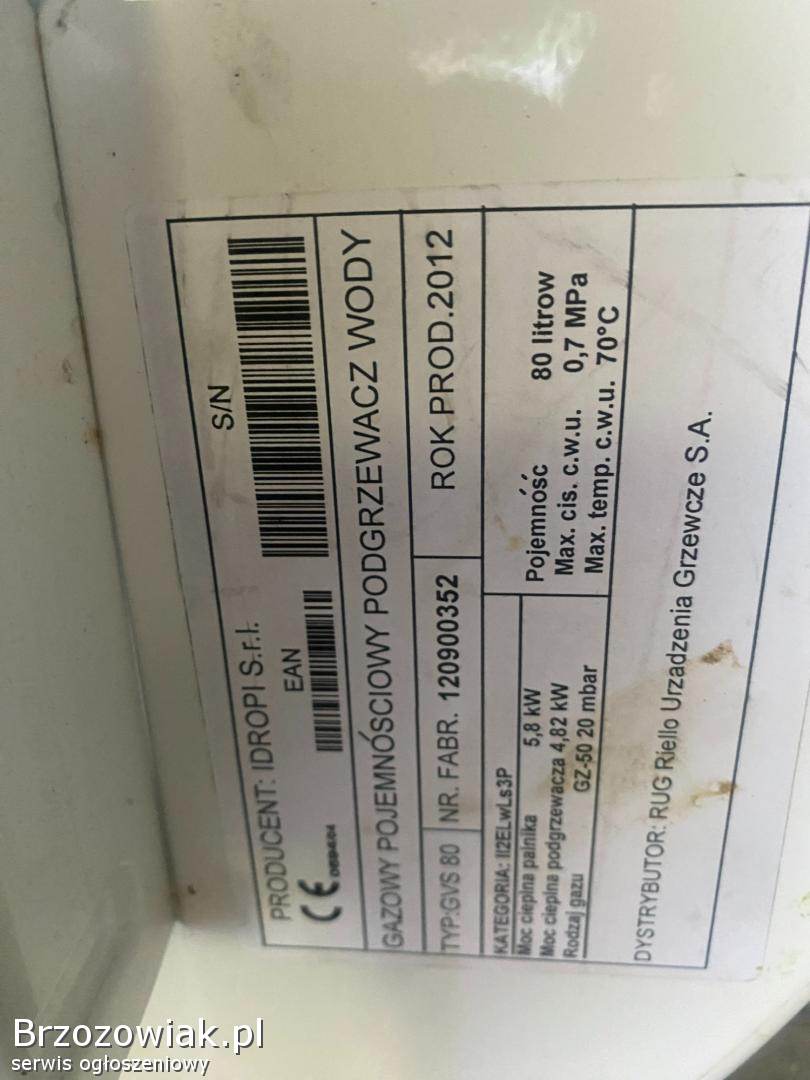 PRODUCENT: IDROPI S.r.l.
S/N
EAN
CE
GAZOWY POJEMNÓSCIOWY PODGRZEWACZ WODY
TYP:GVS 80
NR. FABR. 120900352
ROK PROD.2012
KATEGORIA: II2ELwLs3P
Moc cieplna palnika 5,8 kW
Moc cieplna podgrzewacza 4,82 kW
Rodzaj gazu GZ-50 20 mbar
Pojemność 80 litrow
Max. cis. c.w.u. 0,7 MPa
Max. temp. c.w.u. 70°C
DYSTRYBUTOR: RUG Riello Urzadzenia Grzewcze S.A.
Brzozowiak.pl
serwis ogłoszeniowy